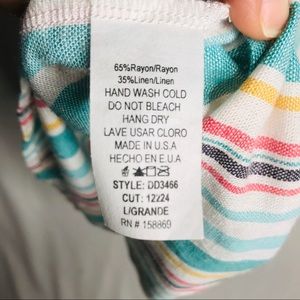 65%Rayon/Rayon
35%Linen/Linen
HAND WASH COLD
DO NOT BLEACH
HANG DRY
LAVE USAR CLORO
MADE IN U.S.A
HECHO EN E.U.A
STYLE: DD3466
CUT: 12224
L/GRANDE
RN # 158869